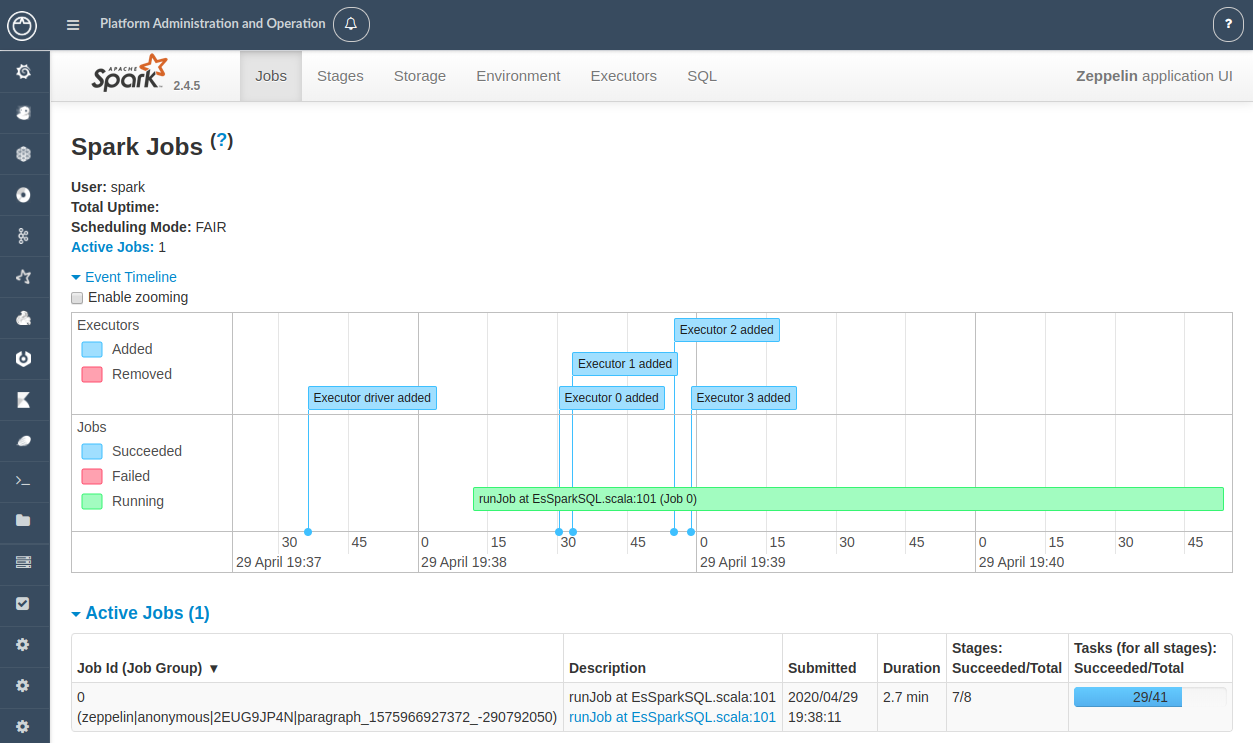 Platform Administration and Operation
?
APACHE
Spark 2.4.5
Jobs Stages Storage Environment Executors SQL Zeppelin application UI
Spark Jobs (?)
User: spark
Total Uptime:
Scheduling Mode: FAIR
Active Jobs: 1
Event Timeline
Enable zooming
Executors
Added
Removed
Executor 2 added
Executor 1 added
Executor driver added Executor 0 added Executor 3 added
Jobs
Succeeded
Failed
Running
runJob at EsSparkSQL.scala:101 (Job 0)
30 45 0 15 30 45 0 15 30 45 0 15 30 45
29 April 19:37 29 April 19:38 29 April 19:39 29 April 19:40
Active Jobs (1)
Job Id (Job Group) ▼ Description Submitted Duration Stages: Succeeded/Total Tasks (for all stages): Succeeded/Total
0 runJob at EsSparkSQL.scala:101 2020/04/29 2.7 min 7/8 29/41
(zeppelin|anonymous|2EUG9JP4N|paragraph_1575966927372_-290792050) runJob at EsSparkSQL.scala:101 19:38:11